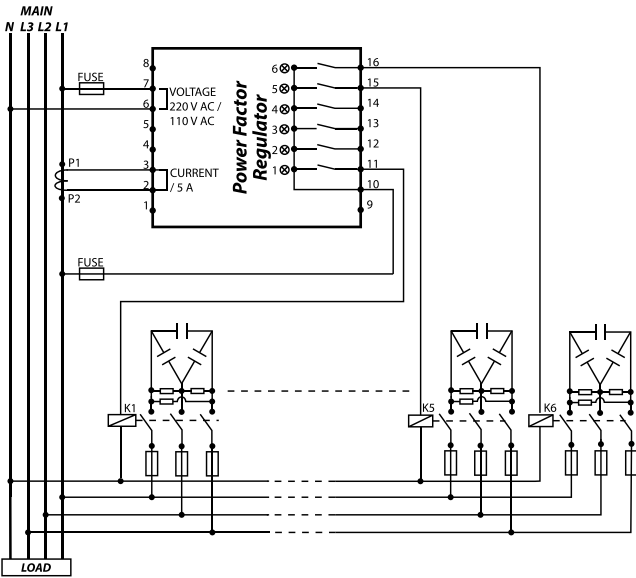 MAIN
N L3 L2 L1
FUSE
8
7
6
5
4
3
2
1
VOLTAGE
220 V AC /
110 V AC
CURRENT
/ 5 A
P1
P2
Power Factor
Regulator
6
5
4
3
2
1
16
15
14
13
12
11
10
9
FUSE
K1
K5
K6
LOAD